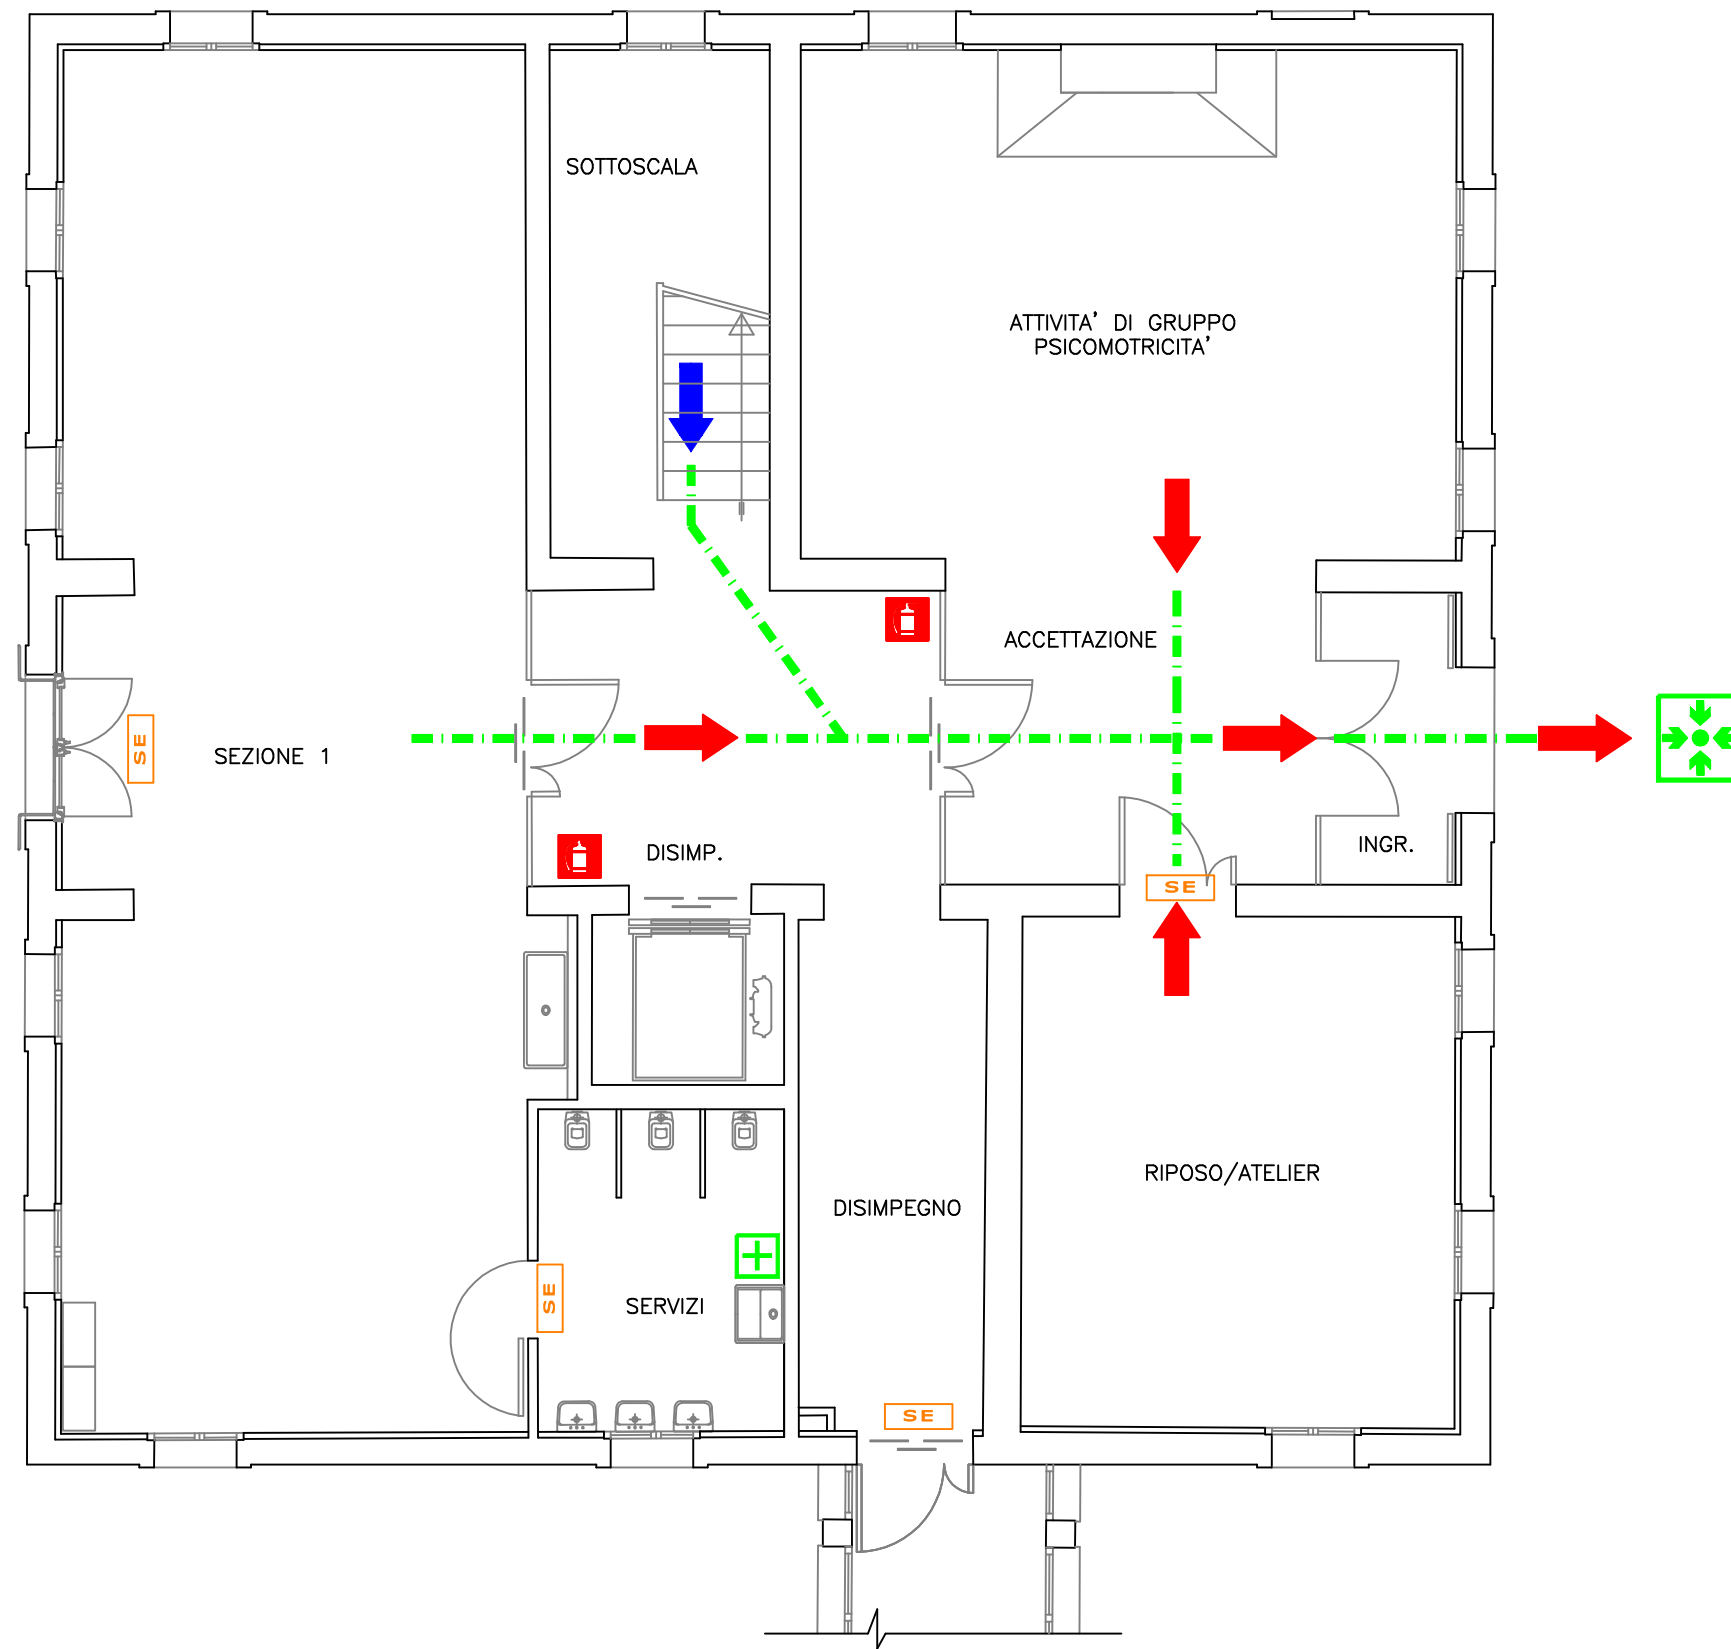 SOTTOSCALA
ATTIVITA' DI GRUPPO
PSICOMOTRICITA'
ACCETTAZIONE
SE
SEZIONE 1
DISIMP.
INGR.
SE
RIPOSO/ATELIER
DISIMPEGNO
SE
SERVIZI
SE